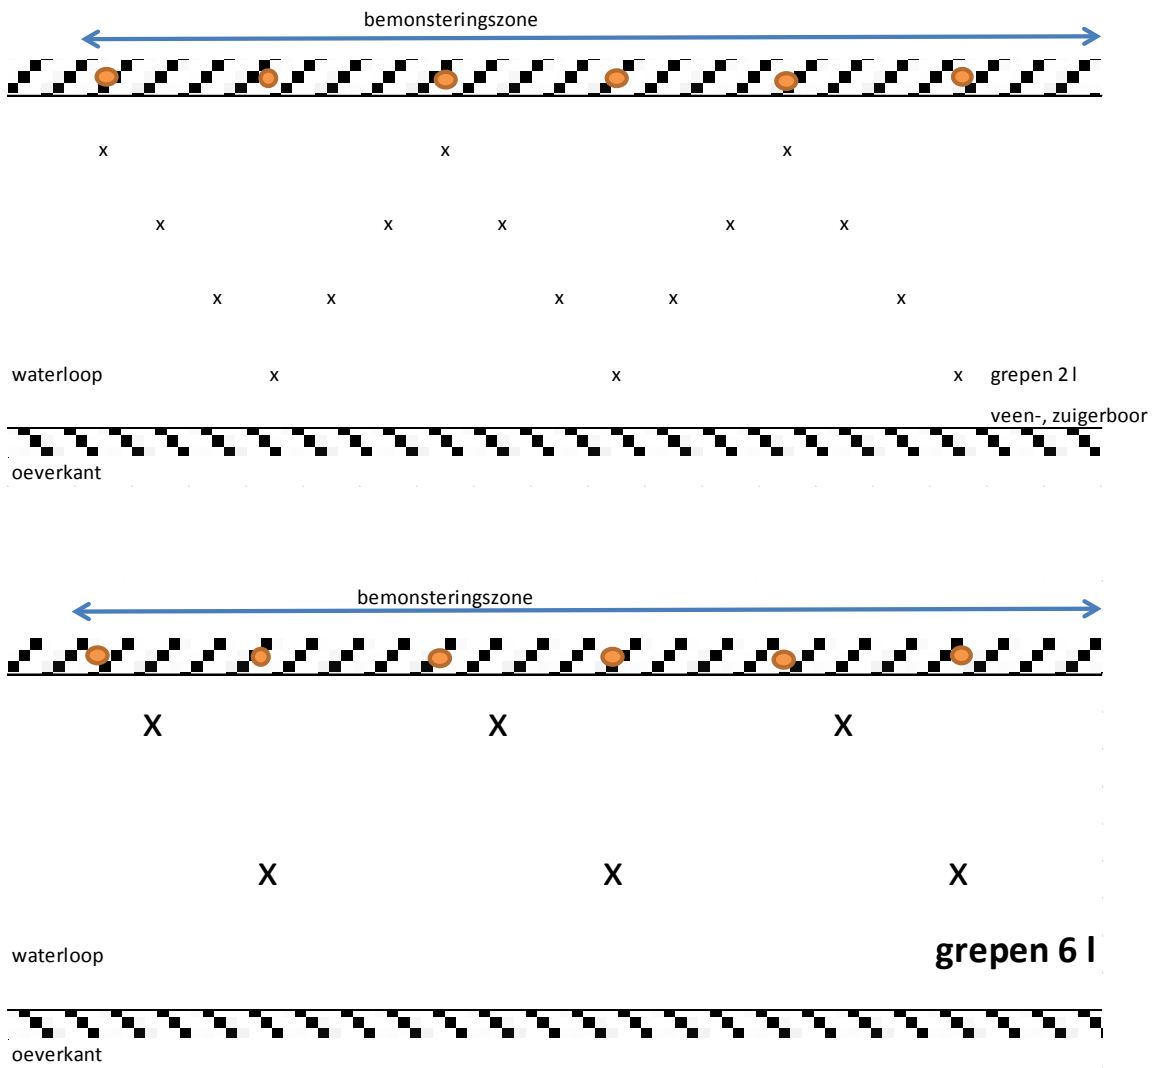 bemonsteringszone
x x x
x x x x x
x x x x x
waterloop x x x grepen 2 l
veen-, zuigerboor
oeverkant
bemonsteringszone
X X X
X X X
waterloop grepen 6 l
oeverkant